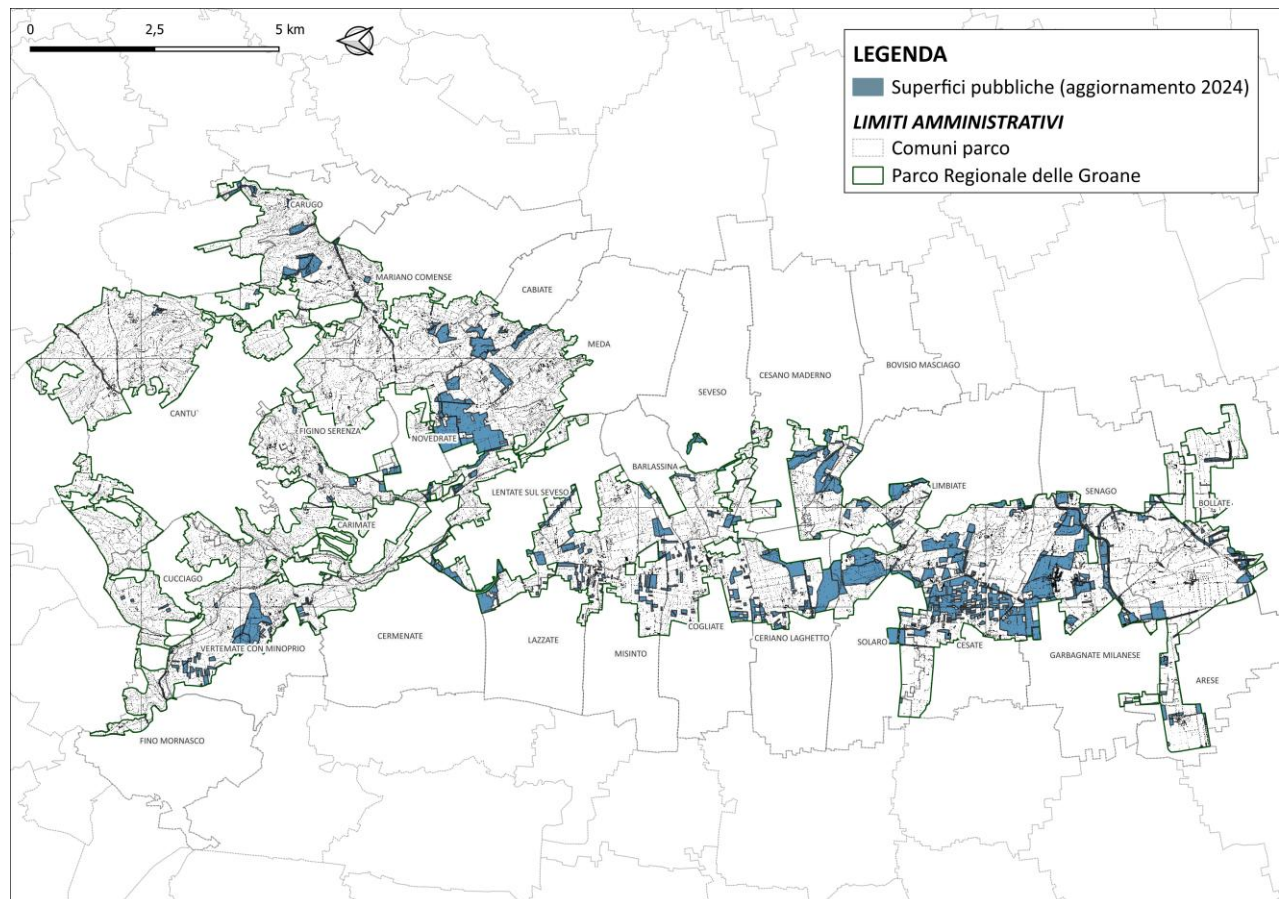 0
2,5
5 km
LEGENDA
Superfici pubbliche (aggiornamento 2024)
LIMITI AMMINISTRATIVI
Comuni parco
Parco Regionale delle Groane
CARUGO
MARIANO COMENSE
CABIATE
MEDA
CANTU`
SEVESO
CESANO MADERNO
BOVISIO MASCIAGO
FIGINO SERENZA
NOVEDRATE
BARLASSINA
LENTATE SUL SEVESO
LIMBIATE
SENAGO
BOLLATE
CARIMATE
CUCCIAGO
VERTEMATE CON MINOPRIO
CERMENATE
LAZZATE
MISINTO
COGLIATE
CERIANO LAGHETTO
SOLARO
CESATE
GARBAGNATE MILANESE
ARESE
FINO MORNASCO